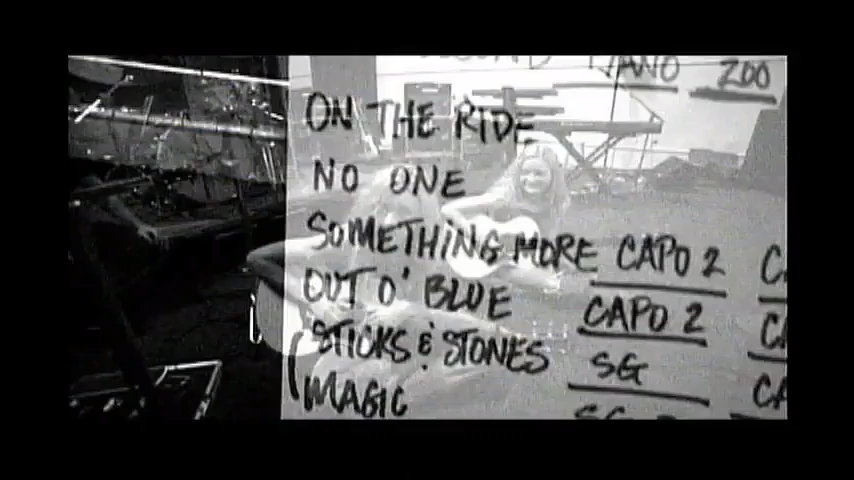 PIANO ZOO
ON THE RIDE
NO ONE
SOMETHING MORE CAPO 2
OUT O' BLUE CAPO 2
STICKS & STONES SG
MAGIC